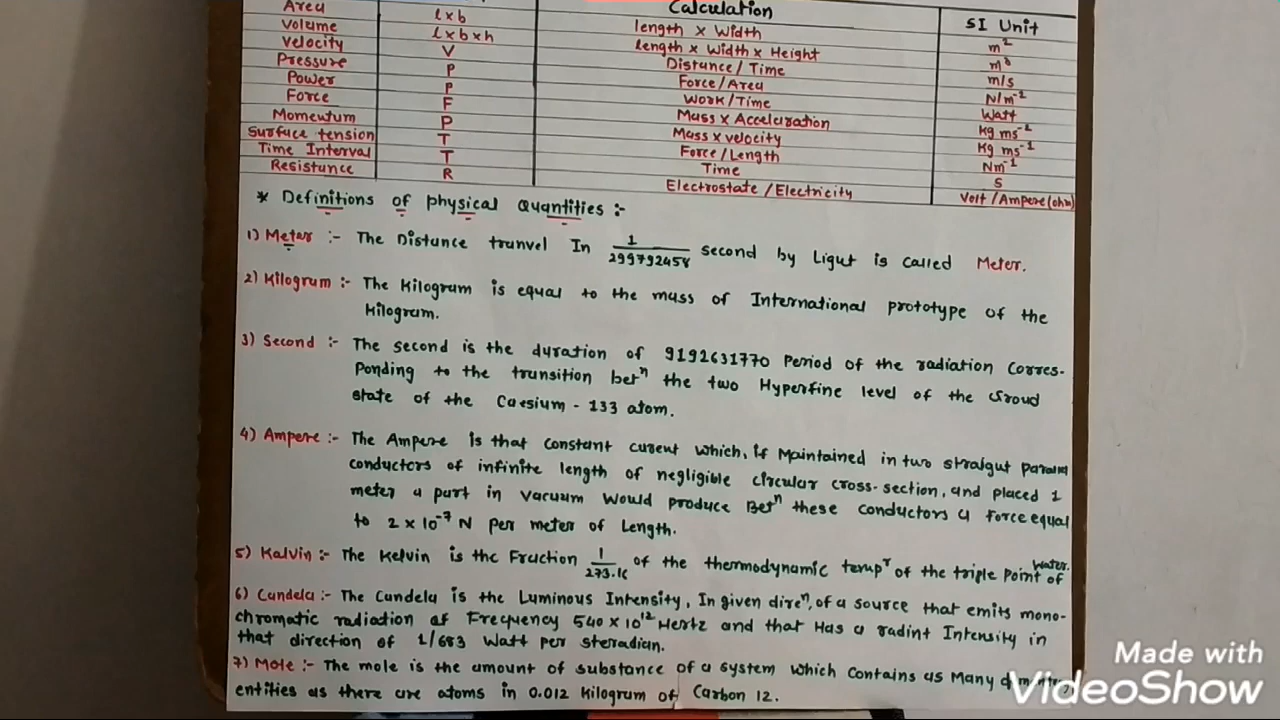 Area l×b Calculation SI Unit
Volume l×b×h length × Width m²
Velocity V length × Width × Height m³
Pressure P Distance / Time m/s
Power P Force / Area N/m⁻²
Force F Work / Time Watt
Momentum P Mass × Acceleration Kg ms⁻²
Surface tension T Mass × velocity Kg ms⁻¹
Time Interval T Force / Length Nm⁻¹
Resistance R Time S
Electrostate / Electricity Volt / Ampere (ohm)
* Definitions of physical Quantities :-
1) Meter :- The Distance tranvel In 1/299792458 second by Light is called Meter.
2) Kilogram :- The Kilogram is equal to the mass of International prototype of the
kilogram.
3) Second :- The second is the duration of 9192631770 Period of the radiation Corres-
Ponding to the transition betⁿ the two Hyperfine level of the Groud
state of the Caesium - 133 atom.
4) Ampere :- The Ampere is that constant curent which, if Maintained in two straight
conductors of infinite length of negligible circular cross-section, and placed 1
meter a part in Vacuum Would produce Betⁿ these conductors a force equal
to 2 × 10⁻⁷ N per meter of Length.
5) Kalvin :- The Kelvin is the Fraction 1/273.16 of the thermodynamic tempʳ of the triple Point of Water.
6) Candela :- The Candela is the Luminous Intensity, In given direⁿ, of a source that emits mono-
chromatic radiation of Frequency 540 × 10¹² Hertz and that Has a radint Intensity in
that direction of 1/683 Watt per steradian.
7) Mole :- The mole is the amount of substance of a system which contains as Many
entities as there are atoms in 0.012 Kilogram of Carbon 12.
Made with
VideoShow